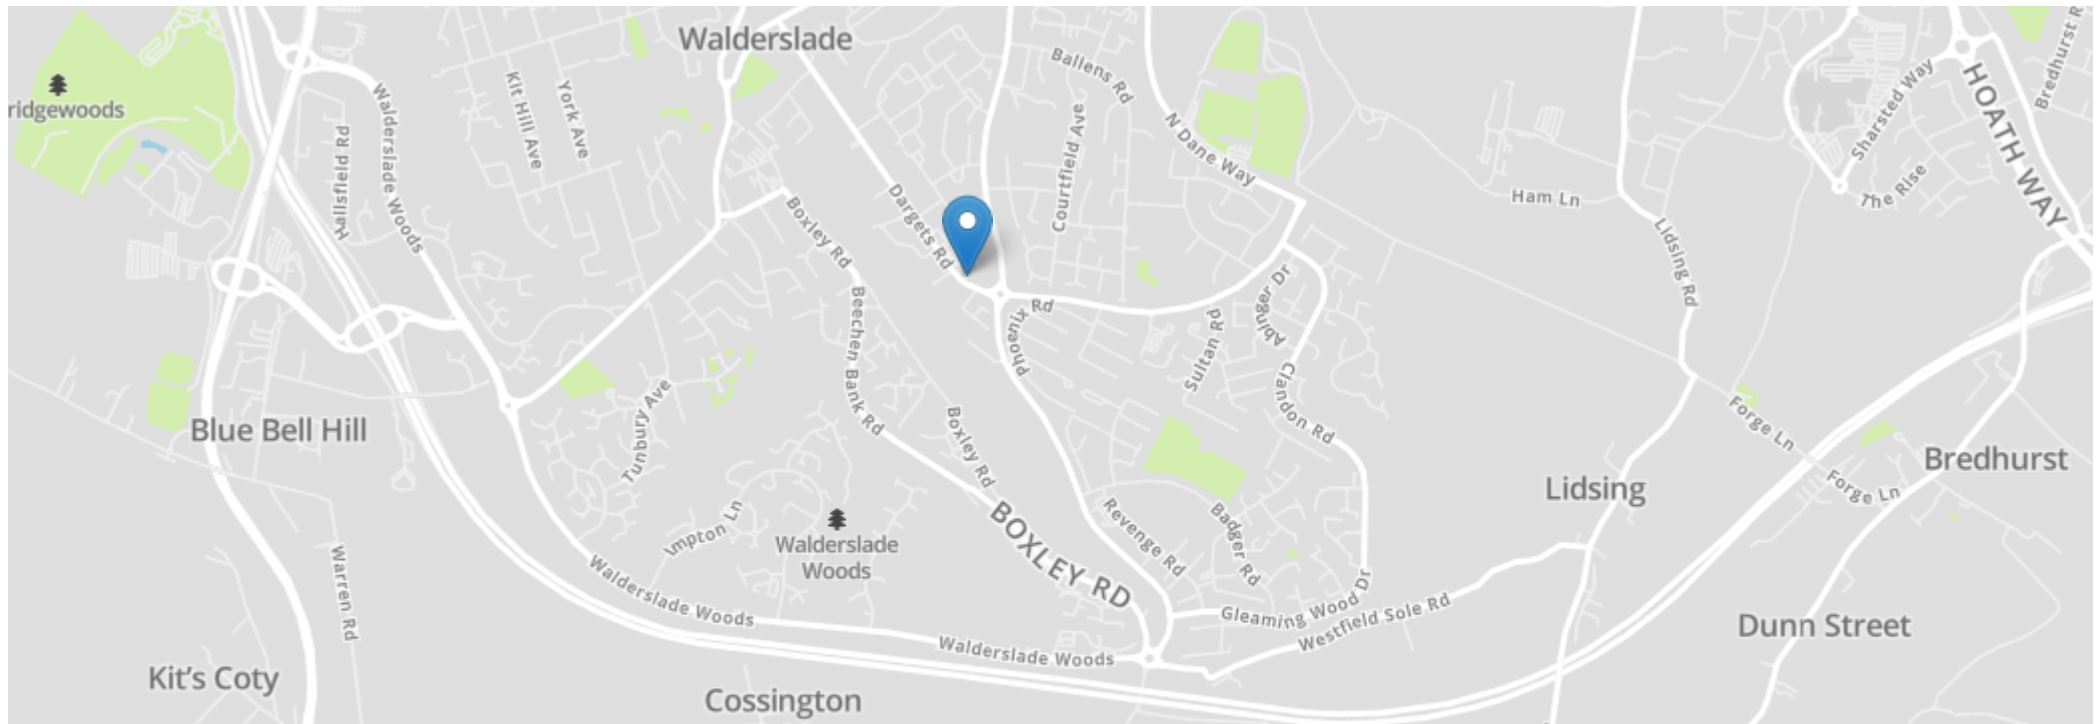 Walderslade
ridgewoods
Walderslade Woods
Hallsfield Rd
Kit Hill Ave
York Ave
Ballens Rd
Courtfield Ave
N Dane Way
Sharsted Way
HOATH WAY
Bredhurst R
The Rise
Ham Ln
Lidsing Rd
Dargets Rd
Boxley Rd
Beechen Bank Rd
Phoenix Rd
Sultan Rd
Abinger Dr
Clandon Rd
Tunbury Ave
Blue Bell Hill
Boxley Rd
Forge Ln
Forge Ln
Bredhurst
Lidsing
Impton Ln
Walderslade
Woods
BOXLEY RD
Revenge Rd
Badger Rd
Warren Rd
Walderslade Woods
Walderslade Woods
Gleaming Wood Dr
Westfield Sole Rd
Dunn Street
Kit's Coty
Cossington